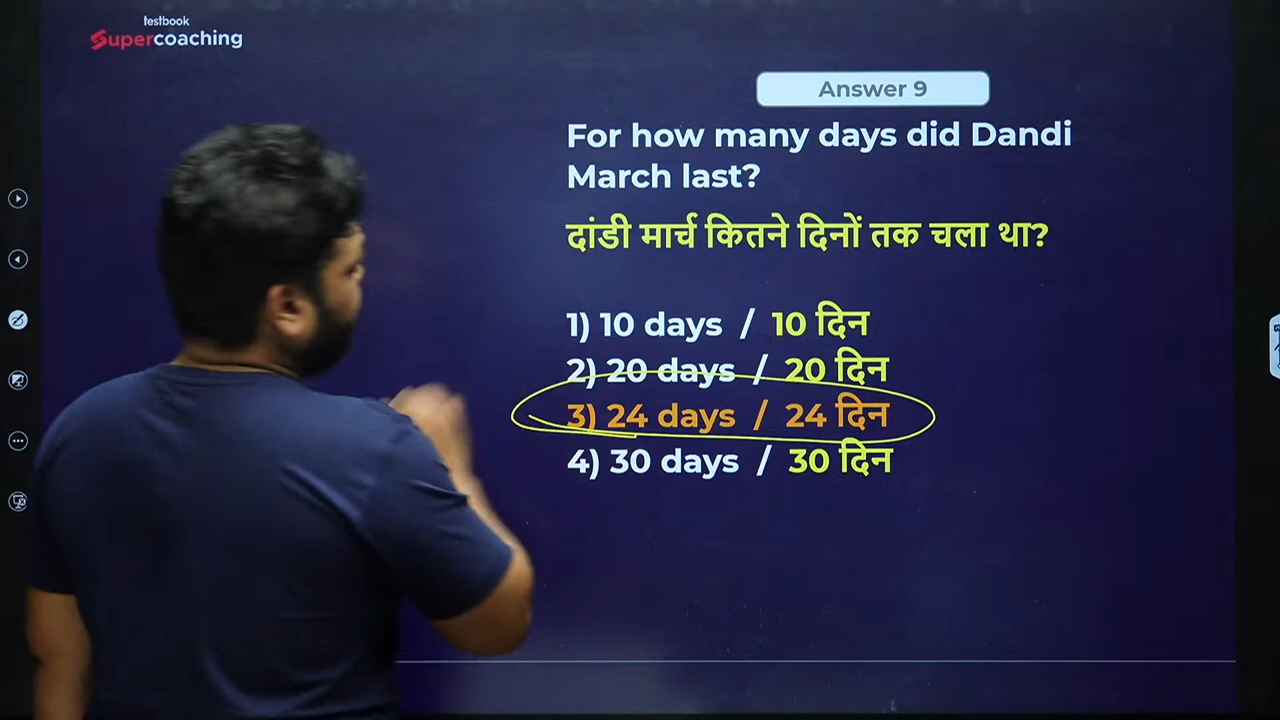 testbook
Supercoaching
Answer 9
For how many days did Dandi
March last?
दांडी मार्च कितने दिनों तक चला था?
1) 10 days / 10 दिन
2) 20 days / 20 दिन
3) 24 days / 24 दिन
4) 30 days / 30 दिन